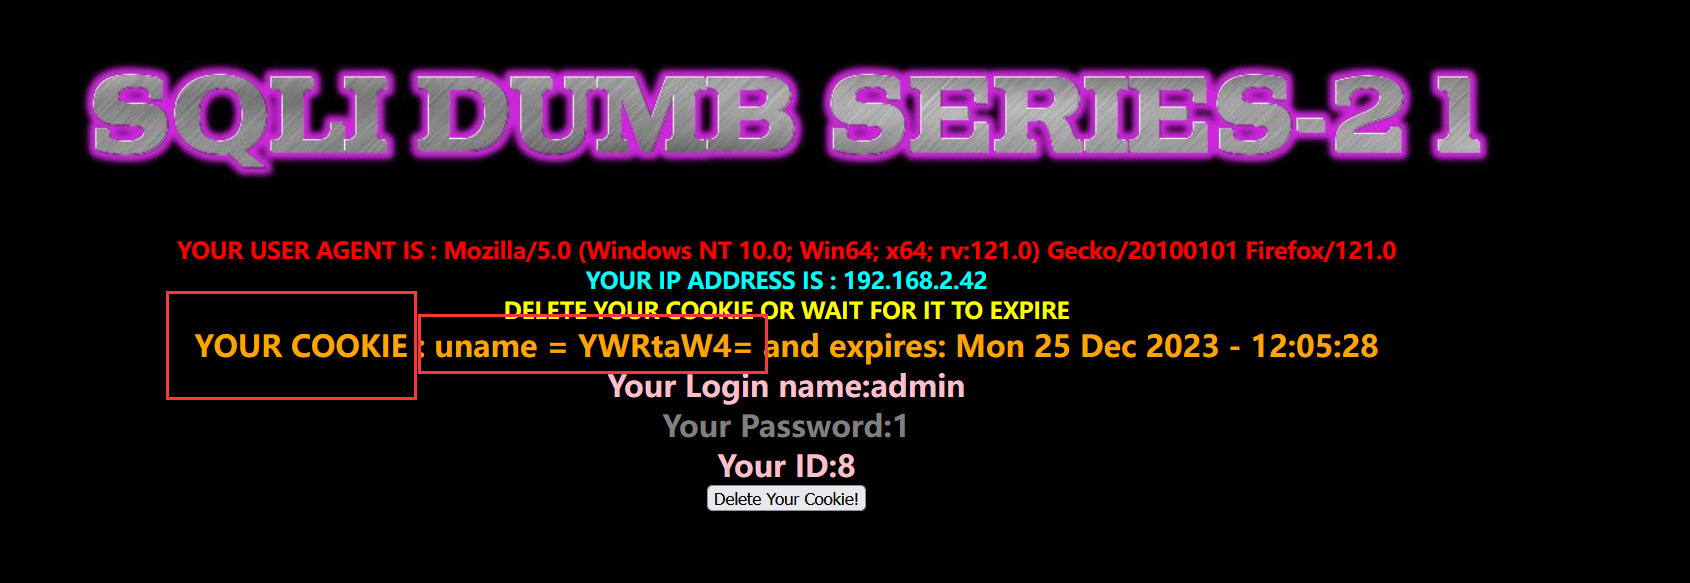 SQLI DUMB SERIES-21
YOUR USER AGENT IS : Mozilla/5.0 (Windows NT 10.0; Win64; x64; rv:121.0) Gecko/20100101 Firefox/121.0
YOUR IP ADDRESS IS : 192.168.2.42
DELETE YOUR COOKIE OR WAIT FOR IT TO EXPIRE
YOUR COOKIE : uname = YWRtaW4= and expires: Mon 25 Dec 2023 - 12:05:28
Your Login name:admin
Your Password:1
Your ID:8
Delete Your Cookie!